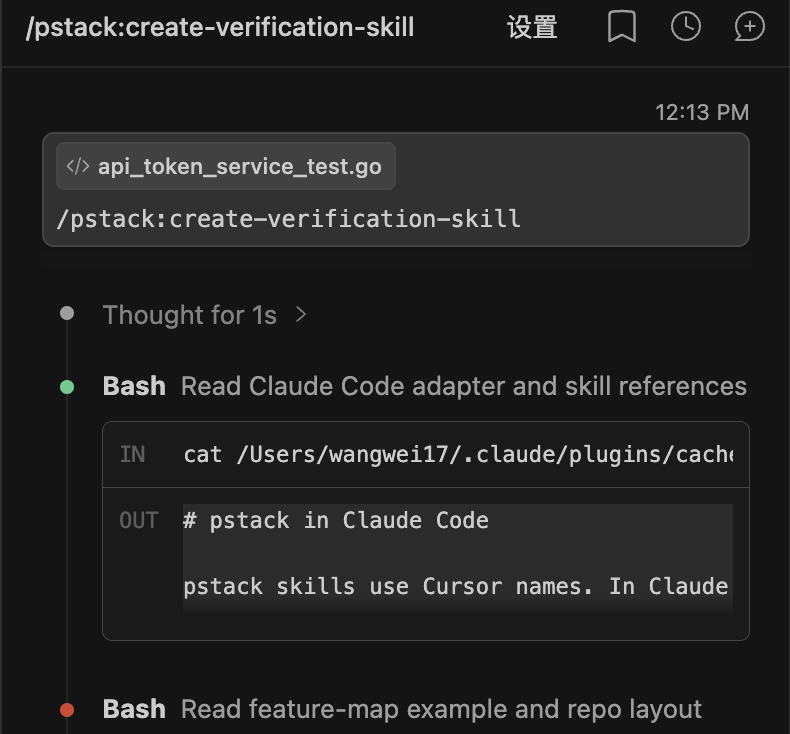 /pstack:create-verification-skill 设置
12:13 PM
</> api_token_service_test.go
/pstack:create-verification-skill
Thought for 1s >
Bash Read Claude Code adapter and skill references
IN cat /Users/wangwei17/.claude/plugins/cache
OUT # pstack in Claude Code
pstack skills use Cursor names. In Claude
Bash Read feature-map example and repo layout